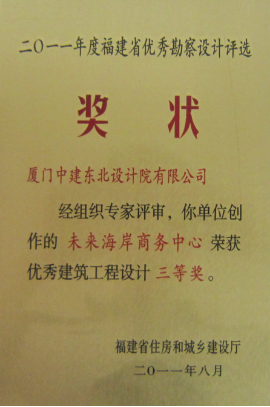 二〇一一年度福建省优秀勘察设计评选
奖 状
厦门中建东北设计院有限公司
经组织专家评审，你单位创
作的 未来海岸商务中心 荣获
优秀建筑工程设计 三等奖。
福建省住房和城乡建设厅
二〇一一年八月